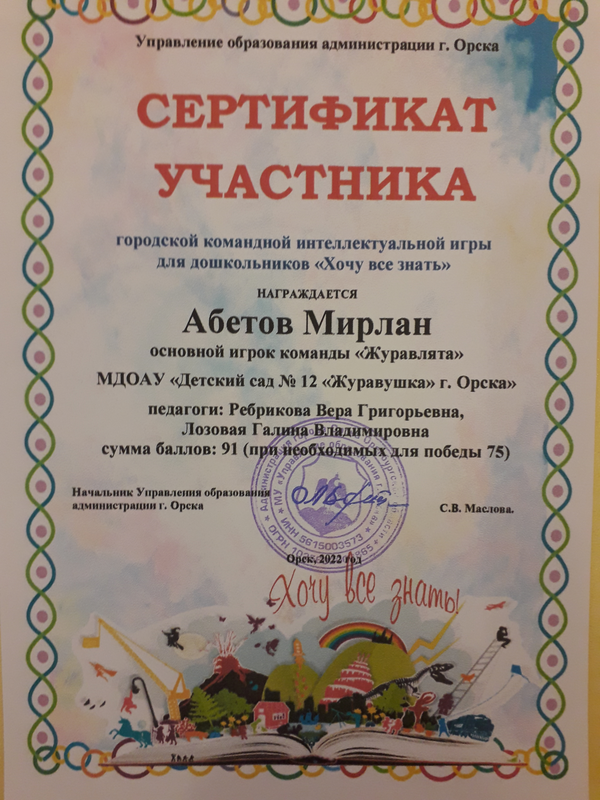 Управление образования администрации г. Орска
СЕРТИФИКАТ
УЧАСТНИКА
городской командной интеллектуальной игры
для дошкольников «Хочу все знать»
НАГРАЖДАЕТСЯ
Абетов Мирлан
основной игрок команды «Журавлята»
МДОАУ «Детский сад № 12 «Журавушка» г. Орска»
педагоги: Ребрикова Вера Григорьевна,
Лозовая Галина Владимировна
сумма баллов: 91 (при необходимых для победы 75)
Начальник Управления образования
администрации г. Орска
С.В. Маслова.
ИНН 5615003573
Орск, 2022 год
Хочу все знать!